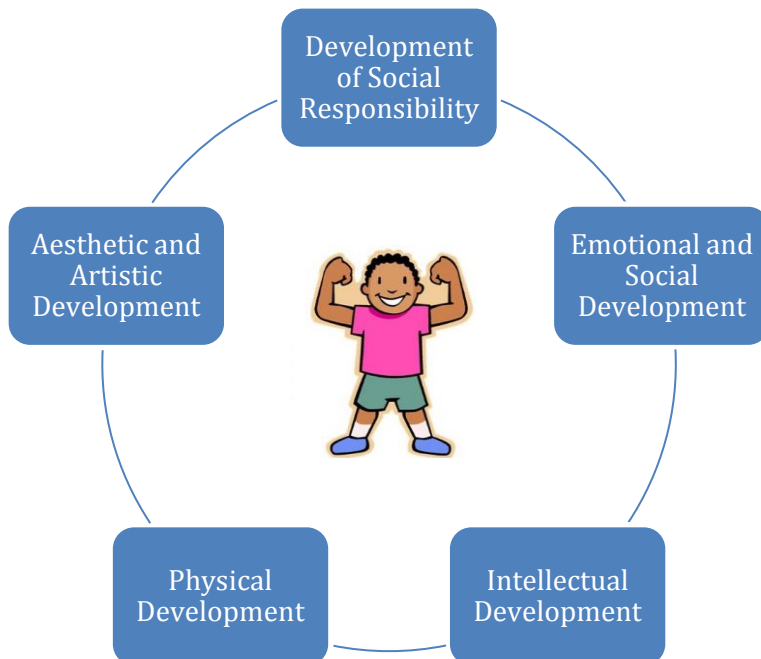 Development
of Social
Responsibility
Aesthetic and
Artistic
Development
Emotional and
Social
Development
Physical
Development
Intellectual
Development